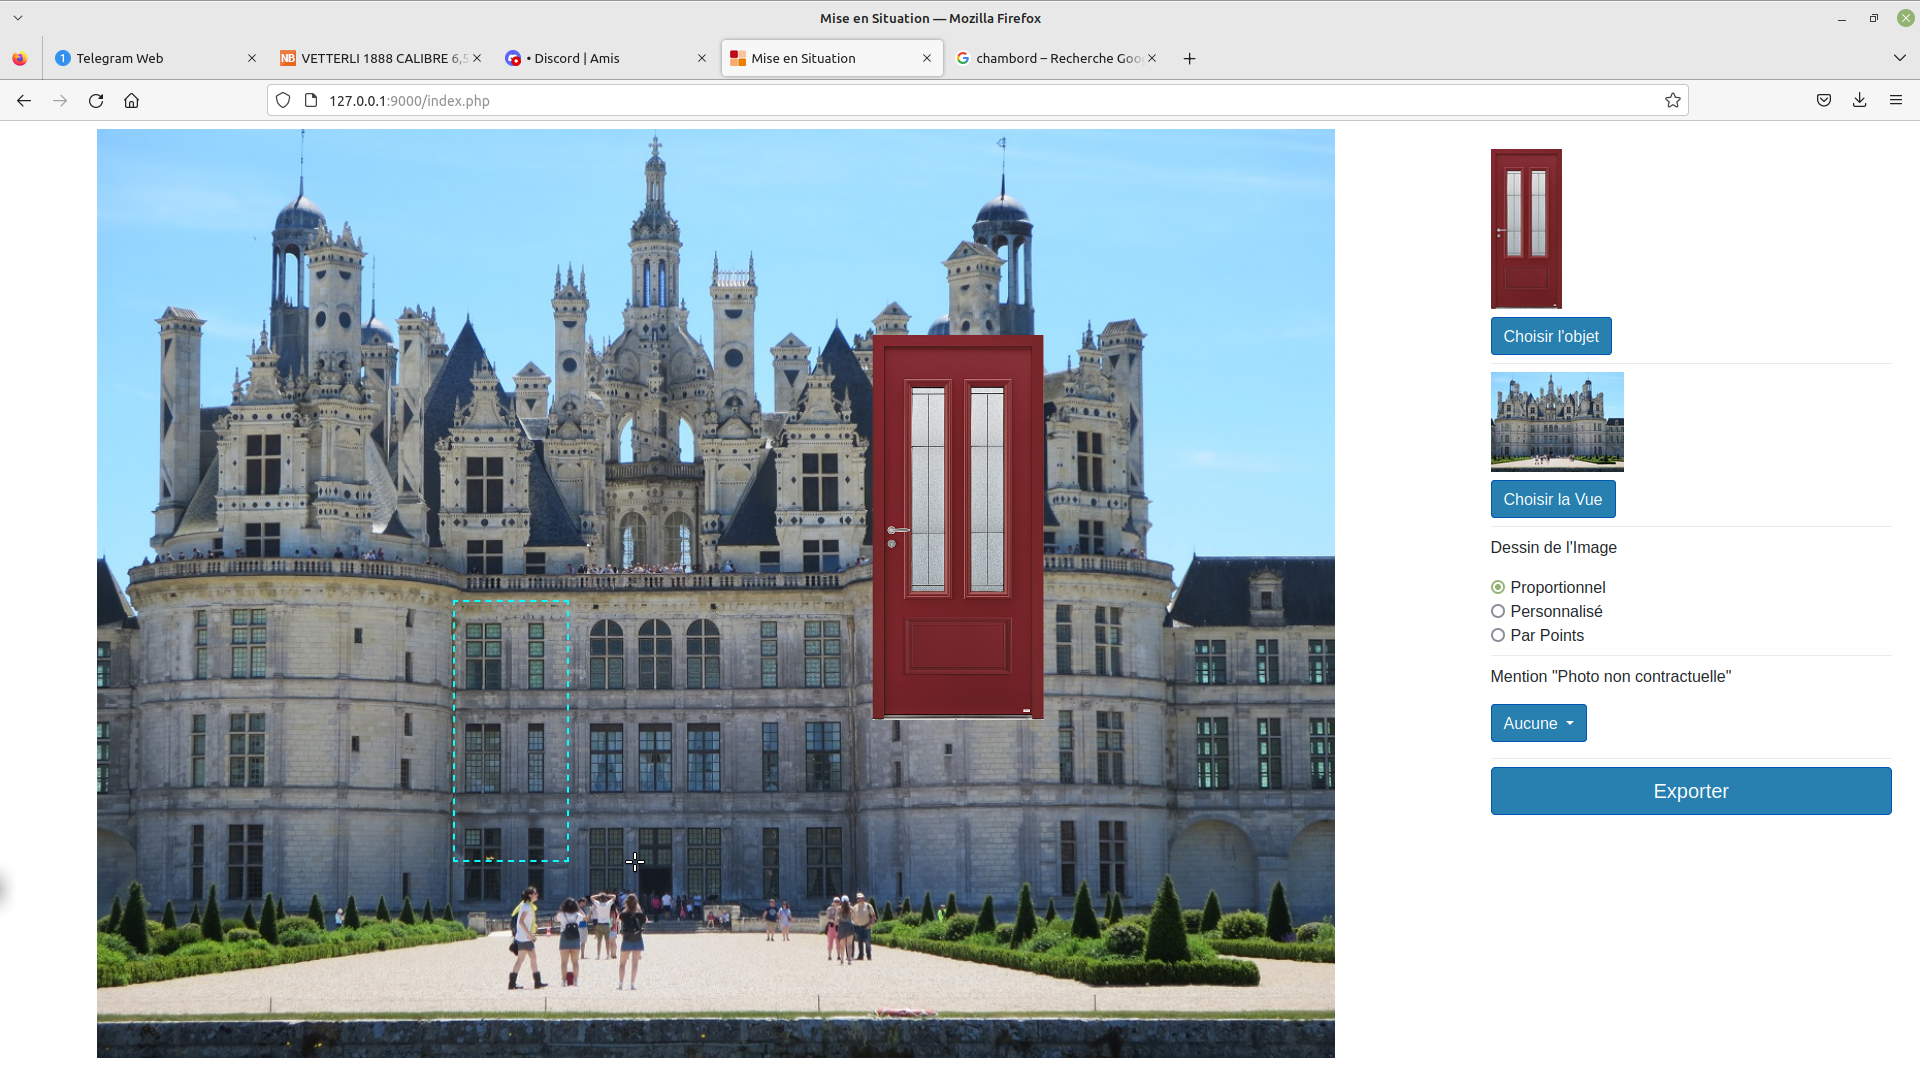 Mise en Situation — Mozilla Firefox
1 Telegram Web
NB VETTERLI 1888 CALIBRE 6,5
• Discord | Amis
Mise en Situation
G chambord – Recherche Goo
127.0.0.1:9000/index.php
Choisir l'objet
Choisir la Vue
Dessin de l'Image
Proportionnel
Personnalisé
Par Points
Mention "Photo non contractuelle"
Aucune
Exporter